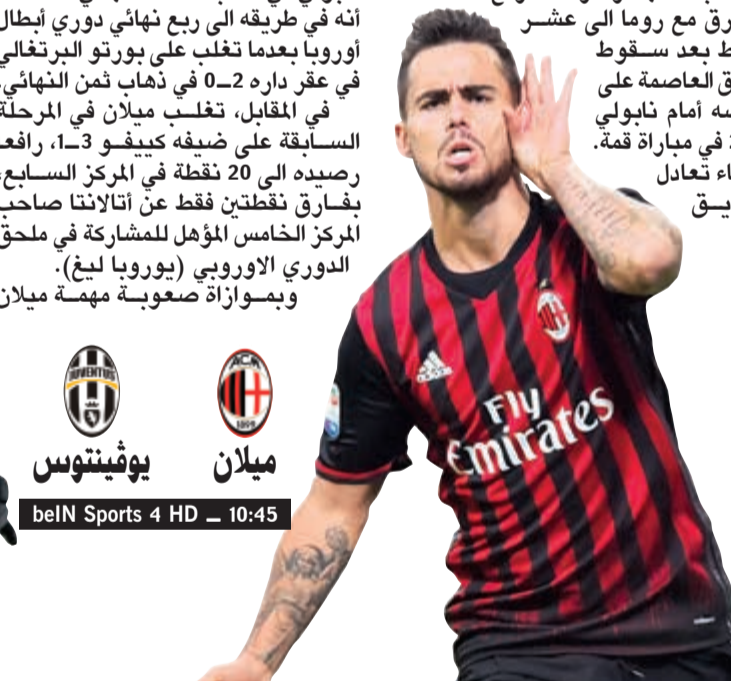 رق مع روما الى عشر
ط بعد سقوط
ق العاصمة على
سه أمام نابولي
في مباراة قمة.
اء تعادل
يق
أنه في طريقه الى ربع نهائي دوري أبطال
أوروبا بعدما تغلب على بورتو البرتغالي
في عقر داره 2_0 في ذهاب ثمن النهائي.
في المقابل، تغلب ميلان في المرحلة
السابقة على ضيفه كييفو 3_1، رافعا
رصيده الى 20 نقطة في المركز السابع،
بفارق نقطتين فقط عن أتالانتا صاحب
المركز الخامس المؤهل للمشاركة في ملحق
الدوري الاوروبي (يوروبا ليغ).
وبموازاة صعوبة مهمة ميلان
ACM
1899
JUVENTUS
ميلان
يوڤينتوس
beIN Sports 4 HD _ 10:45
adidas
Fly
Emirates